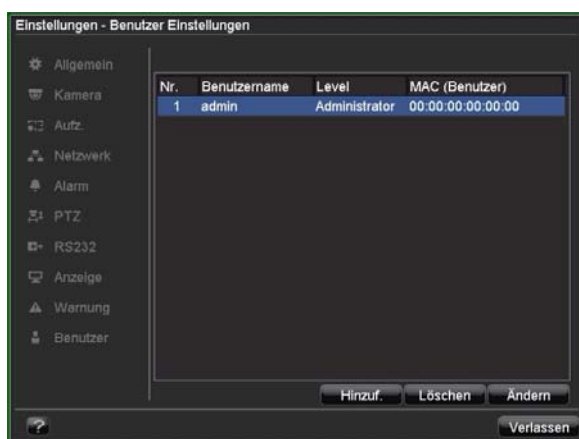 Einstellungen - Benutzer Einstellungen
Allgemein
Kamera
Aufz.
Netzwerk
Alarm
PTZ
RS232
Anzeige
Warnung
Benutzer
Nr. Benutzername Level MAC (Benutzer)
1 admin Administrator 00:00:00:00:00:00
Hinzuf. Löschen Ändern
? Verlassen